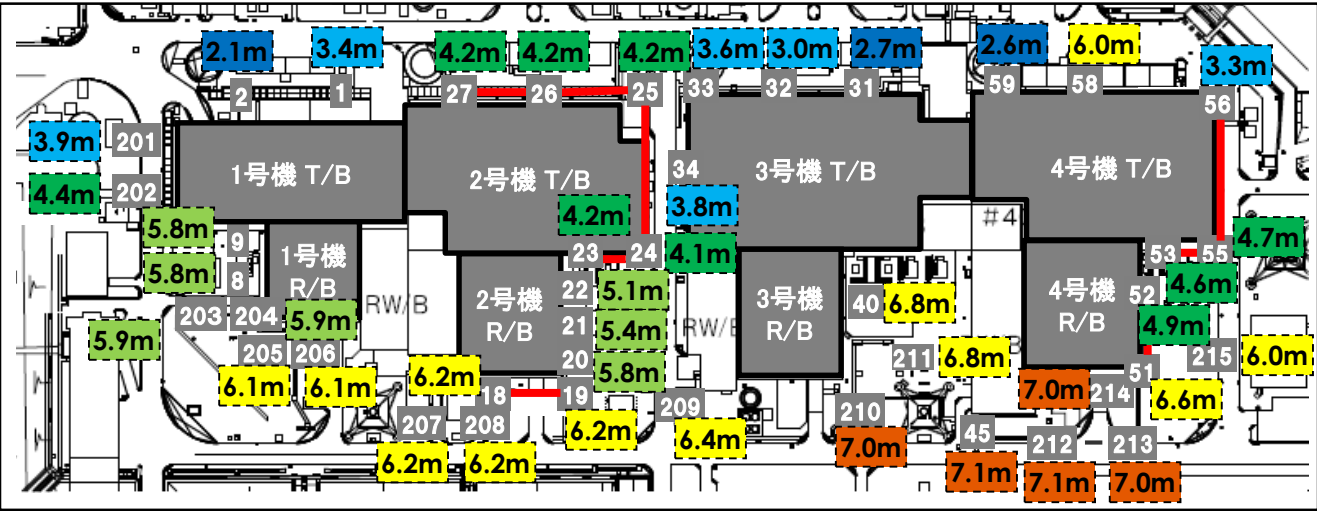 2.1m
3.4m
4.2m
4.2m
4.2m
3.6m
3.0m
2.7m
2.6m
6.0m
3.3m
2
1
27
26
25
33
32
31
59
58
56
3.9m
201
4.4m
202
1号機 T/B
2号機 T/B
34
3号機 T/B
4号機 T/B
3.8m
4.2m
#4
5.8m
9
5.8m
8
1号機
R/B
23
24
4.1m
53
55
4.7m
2号機
R/B
22
5.1m
3号機
R/B
40
6.8m
4号機
R/B
52
4.6m
203
204
5.9m
RW/B
21
5.4m
RW/B
4.9m
5.9m
205
206
20
5.8m
211
6.8m
51
215
6.0m
6.1m
6.1m
6.2m
18
19
209
210
7.0m
214
6.6m
207
208
6.2m
6.4m
7.0m
45
212
213
6.2m
6.2m
7.1m
7.1m
7.0m